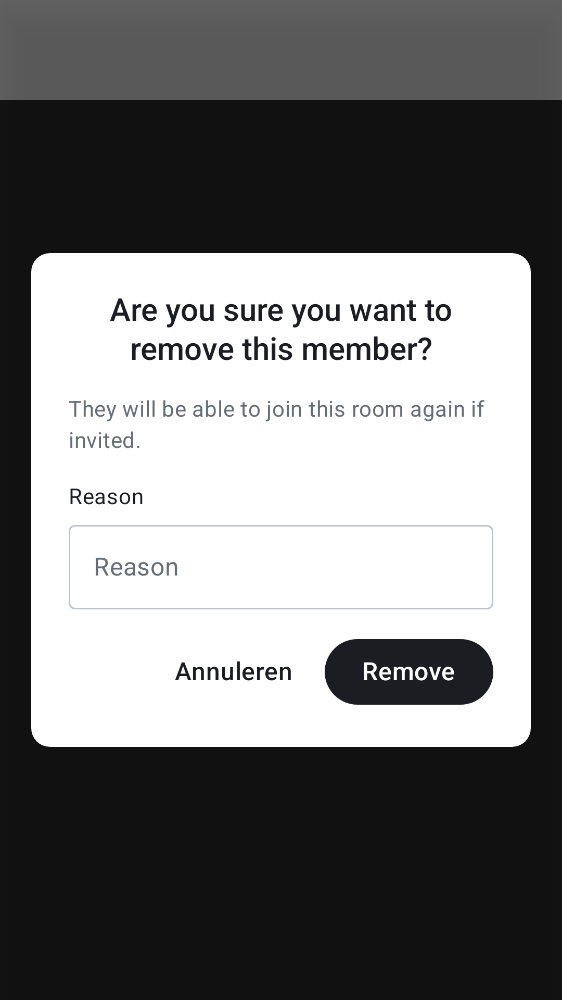 Are you sure you want to
remove this member?
They will be able to join this room again if
invited.
Reason
Reason
Annuleren
Remove